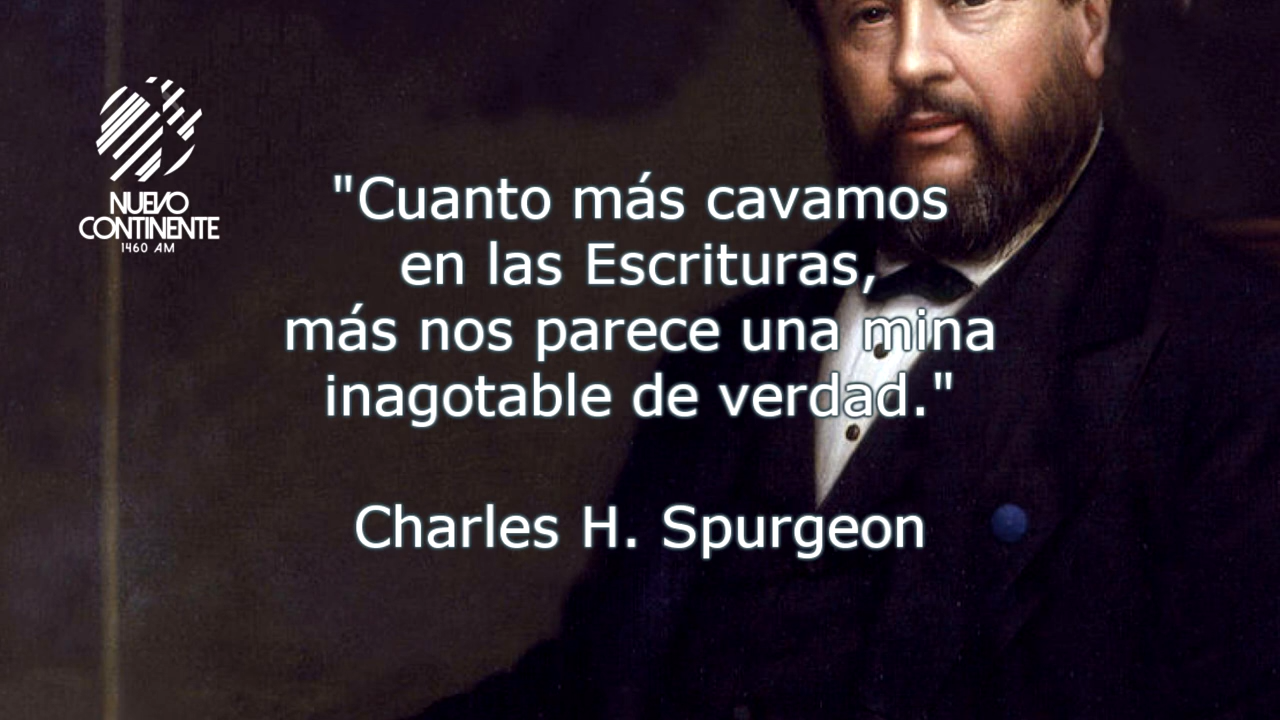 NUEVO
CONTINENTE
1460 AM
"Cuanto más cavamos
en las Escrituras,
más nos parece una mina
inagotable de verdad."
Charles H. Spurgeon